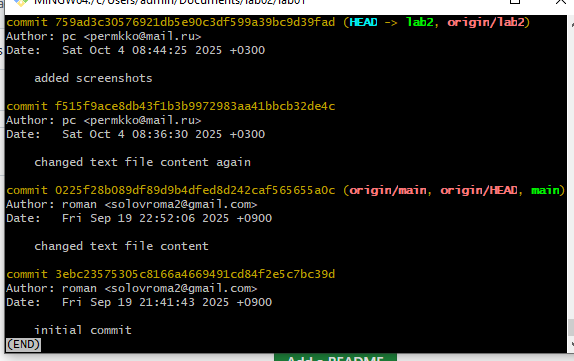 MINGW64:/c/Users/admin/Documents/lab02/lab01
commit 759ad3c30576921db5e90c3df599a39bc9d39fad (HEAD -> lab2, origin/lab2)
Author: pc <permkko@mail.ru>
Date:   Sat Oct 4 08:44:25 2025 +0300
added screenshots
commit f515f9ace8db43f1b3b9972983aa41bbcb32de4c
Author: pc <permkko@mail.ru>
Date:   Sat Oct 4 08:36:30 2025 +0300
changed text file content again
commit 0225f28b089df89d9b4dfed8d242caf565655a0c (origin/main, origin/HEAD, main)
Author: roman <solovroma2@gmail.com>
Date:   Fri Sep 19 22:52:06 2025 +0900
changed text file content
commit 3ebc23575305c8166a4669491cd84f2e5c7bc39d
Author: roman <solovroma2@gmail.com>
Date:   Fri Sep 19 21:41:43 2025 +0900
initial commit
(END)
Add a README